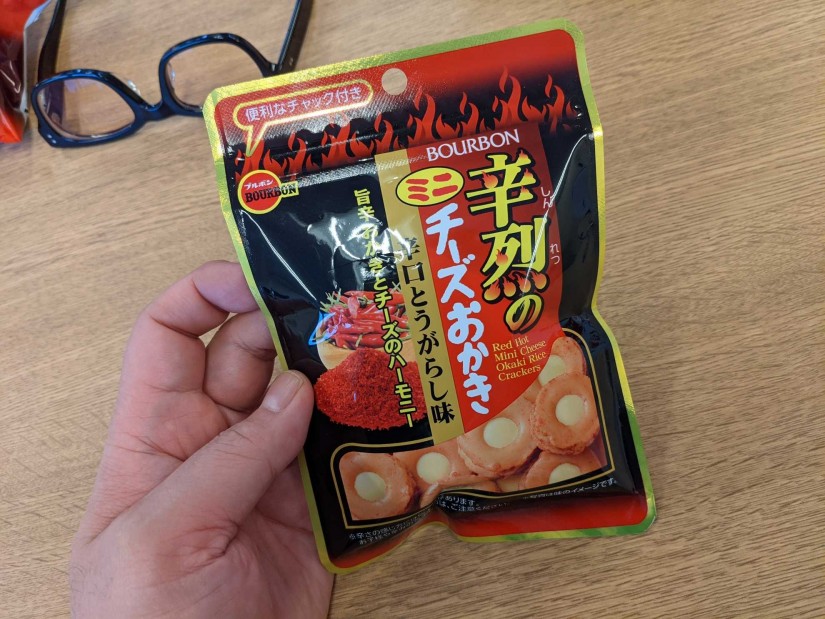 便利なチャック付き
ブルボン
BOURBON
BOURBON
辛烈の
しん
れつ
ミニ
チーズおかき
辛口とうがらし味
旨辛おかきとチーズのハーモニー
Red Hot
Mini Cheese
Okaki Rice
Crackers